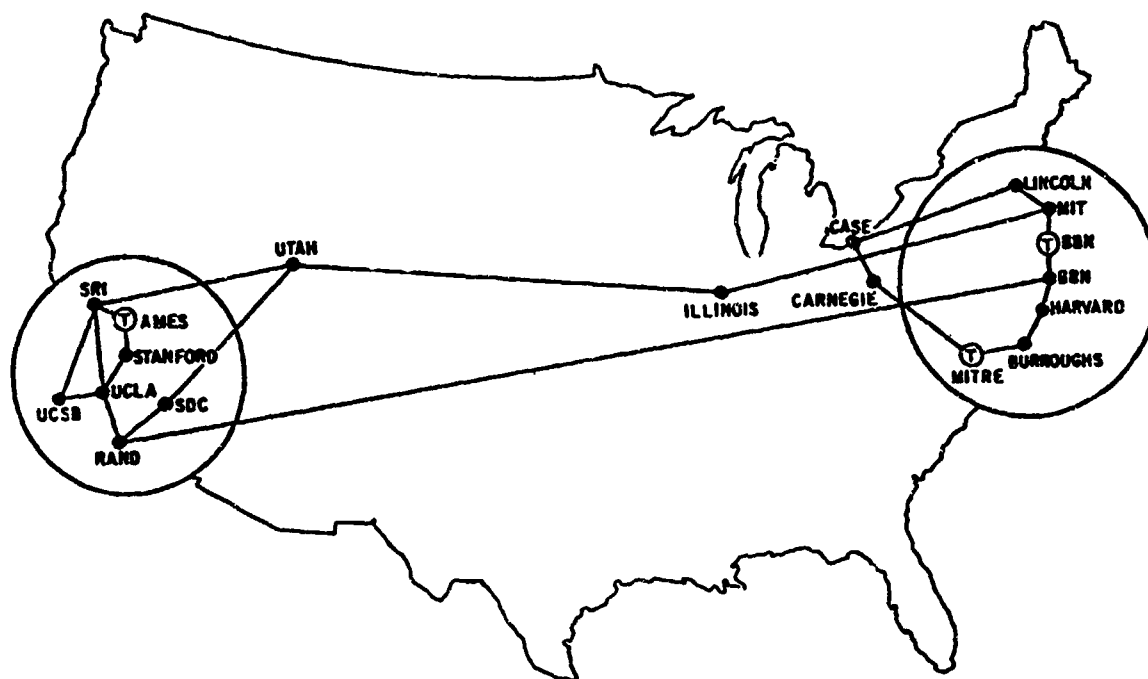 LINCOLN
MIT
CASE
T BBN
UTAH
BBN
SRI
ILLINOIS
CARNEGIE
HARVARD
T AMES
STANFORD
T
BURROUGHS
MITRE
UCLA
SDC
UCSB
RAND